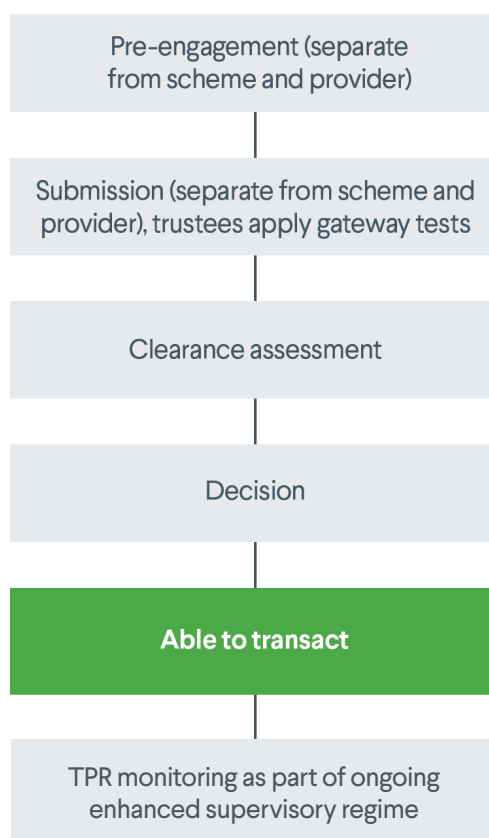 Pre-engagement (separate
from scheme and provider)
Submission (separate from scheme and
provider), trustees apply gateway tests
Clearance assessment
Decision
Able to transact
TPR monitoring as part of ongoing
enhanced supervisory regime